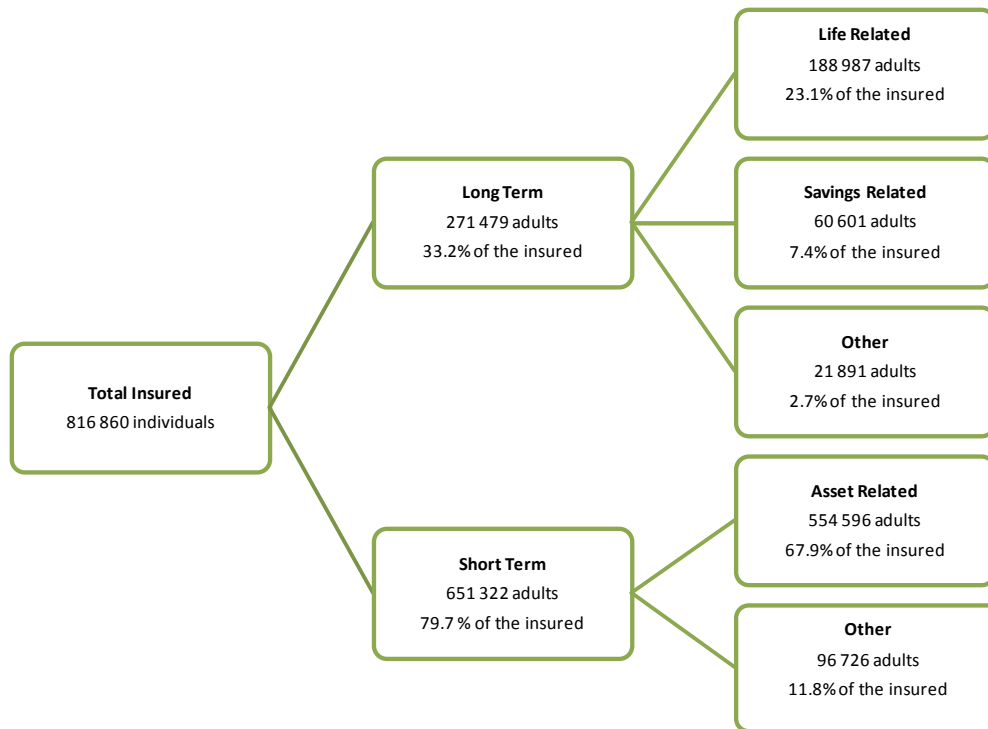 Total Insured
816 860 individuals
Long Term
271 479 adults
33.2% of the insured
Short Term
651 322 adults
79.7 % of the insured
Life Related
188 987 adults
23.1% of the insured
Savings Related
60 601 adults
7.4% of the insured
Other
21 891 adults
2.7% of the insured
Asset Related
554 596 adults
67.9% of the insured
Other
96 726 adults
11.8% of the insured